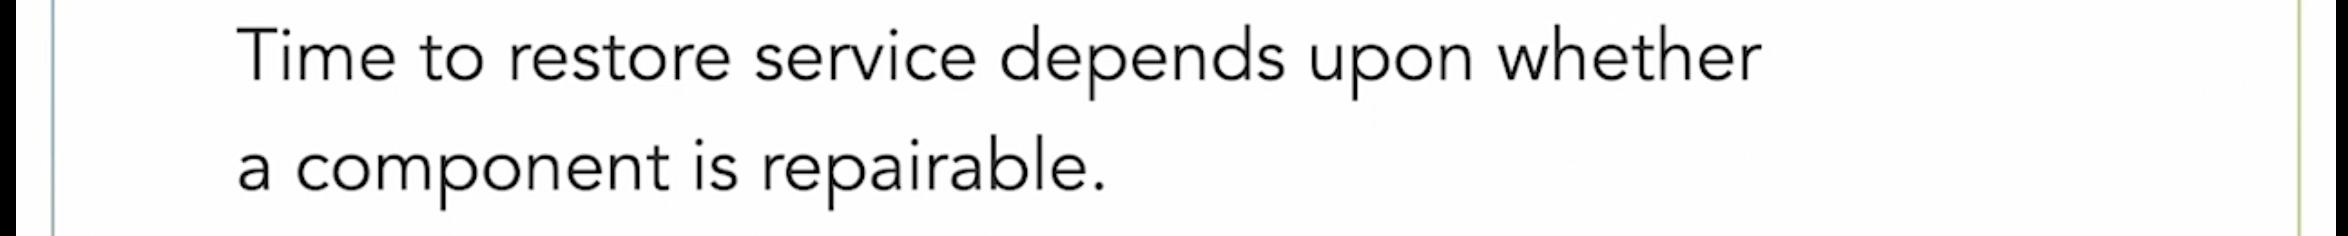 Time to restore service depends upon whether
a component is repairable.